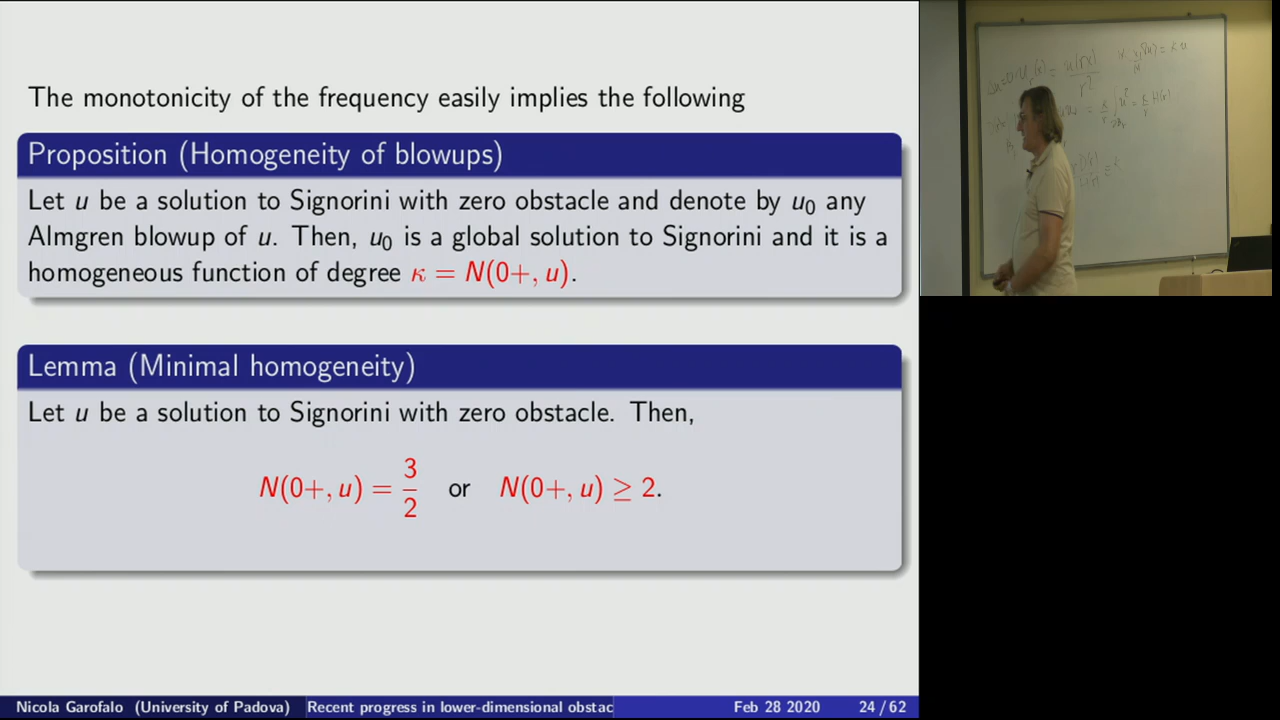 The monotonicity of the frequency easily implies the following
Proposition (Homogeneity of blowups)
Let u be a solution to Signorini with zero obstacle and denote by u₀ any
Almgren blowup of u. Then, u₀ is a global solution to Signorini and it is a
homogeneous function of degree κ = N(0+, u).
Lemma (Minimal homogeneity)
Let u be a solution to Signorini with zero obstacle. Then,
N(0+, u) = 3/2 or N(0+, u) ≥ 2.
Nicola Garofalo (University of Padova) Recent progress in lower-dimensional obstac Feb 28 2020 24 / 62